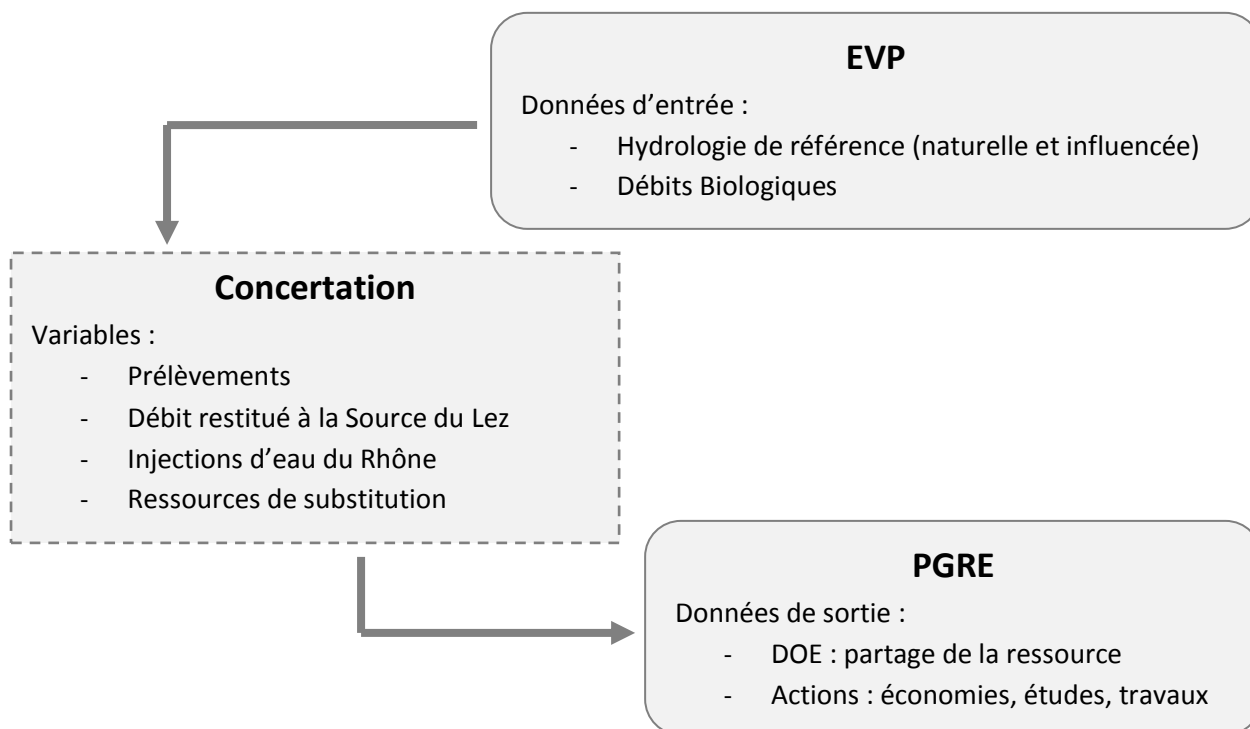 EVP
Données d’entrée :
- Hydrologie de référence (naturelle et influencée)
- Débits Biologiques
Concertation
Variables :
- Prélèvements
- Débit restitué à la Source du Lez
- Injections d’eau du Rhône
- Ressources de substitution
PGRE
Données de sortie :
- DOE : partage de la ressource
- Actions : économies, études, travaux